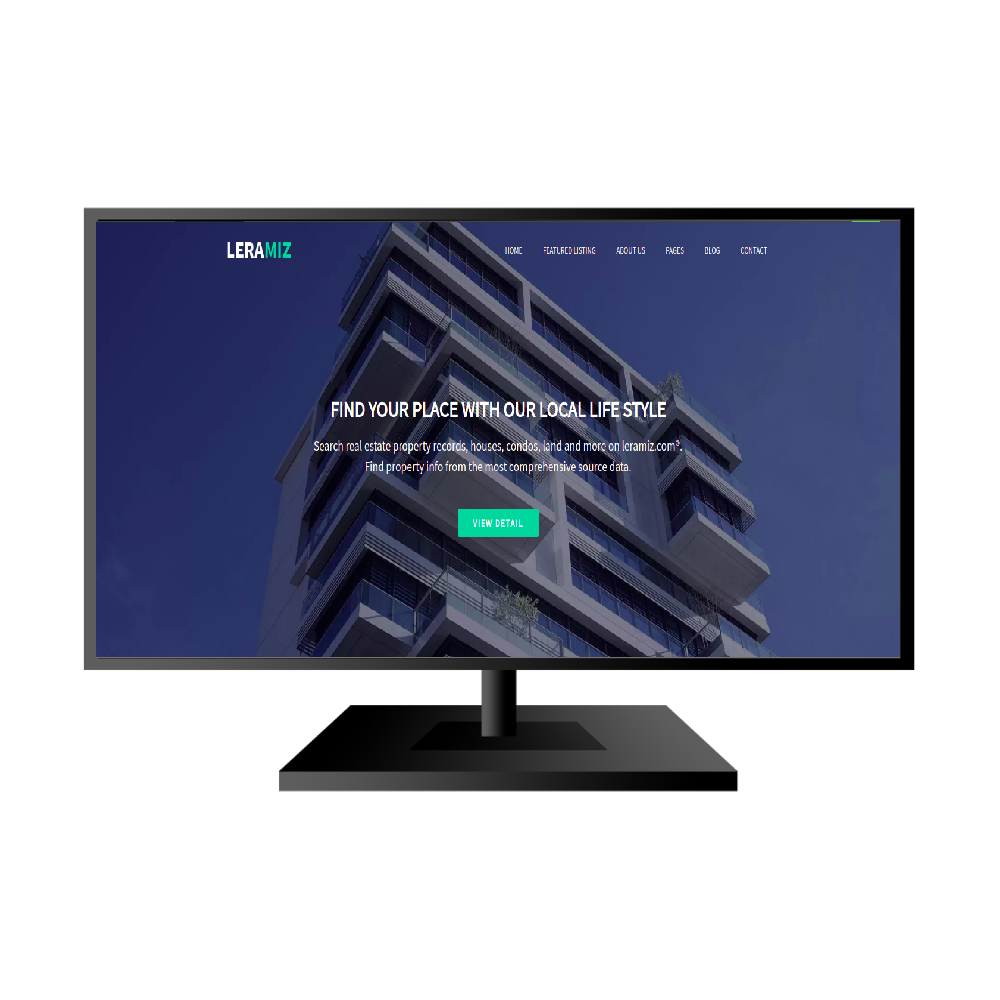 LERAMIZ
HOME FEATURED LISTING ABOUT US PAGES BLOG CONTACT
FIND YOUR PLACE WITH OUR LOCAL LIFE STYLE
Search real estate property records, houses, condos, land and more on leramiz.com®.
Find property info from the most comprehensive source data.
VIEW DETAIL